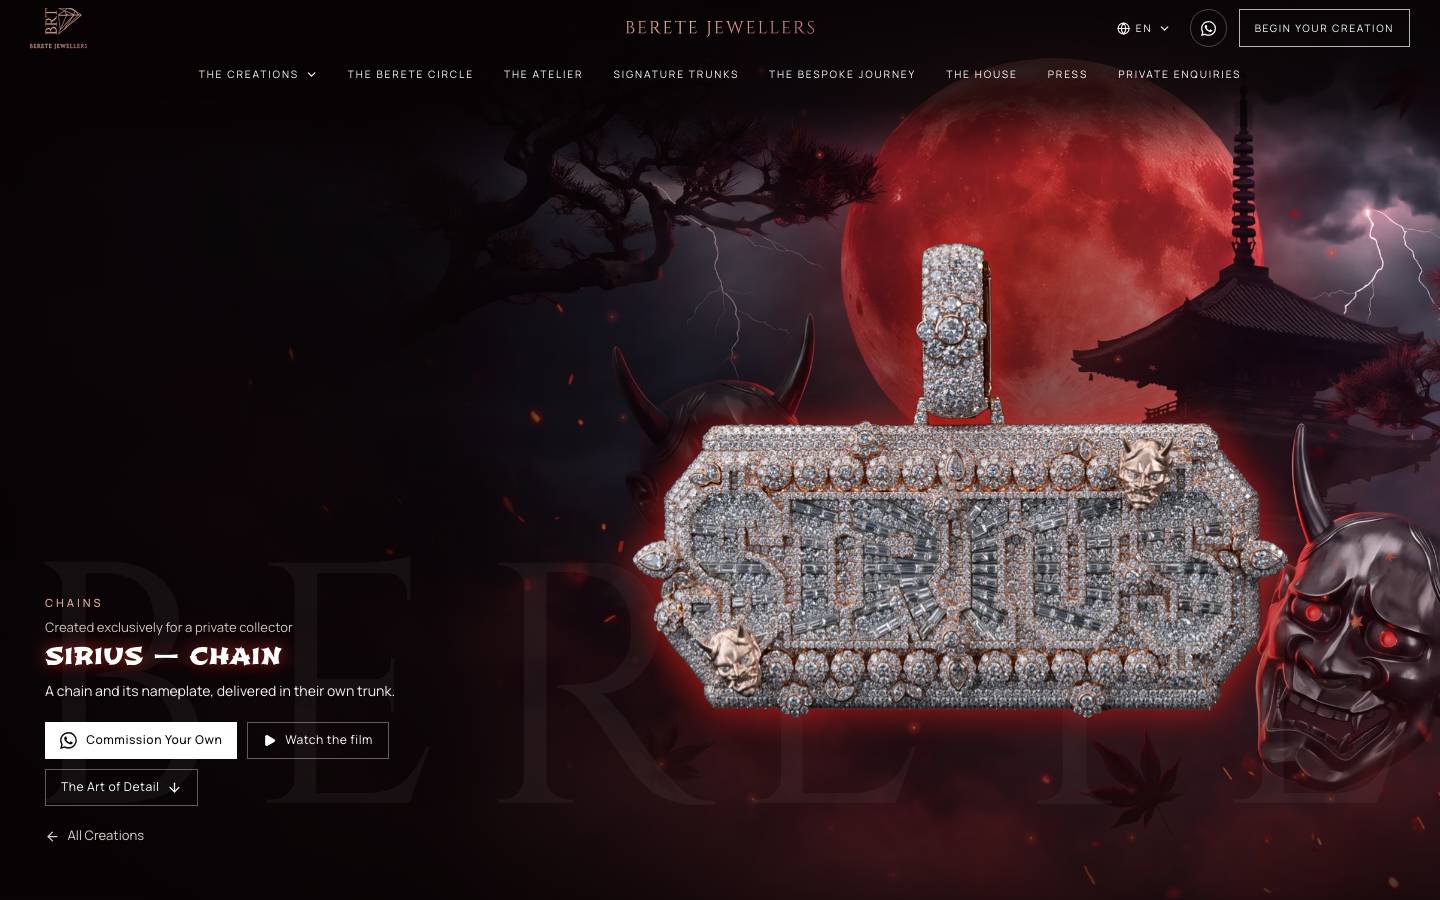 BRT
BERETE JEWELLERS
BERETE JEWELLERS
EN
BEGIN YOUR CREATION
THE CREATIONS
THE BERETE CIRCLE
THE ATELIER
SIGNATURE TRUNKS
THE BESPOKE JOURNEY
THE HOUSE
PRESS
PRIVATE ENQUIRIES
SIRIUS
BERETE
CHAINS
Created exclusively for a private collector
SIRIUS — CHAIN
A chain and its nameplate, delivered in their own trunk.
Commission Your Own
Watch the film
The Art of Detail
All Creations